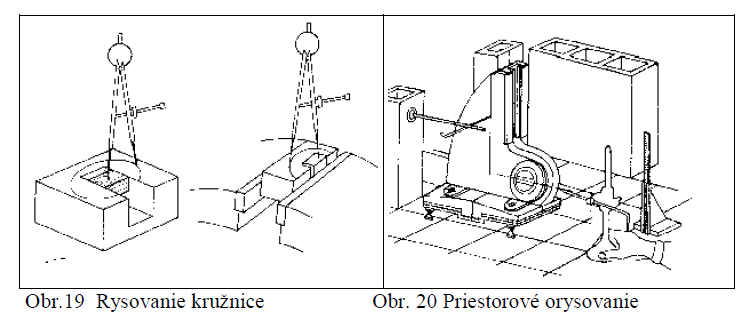 Obr.19 Rysovanie kružnice
Obr. 20 Priestorové orysovanie